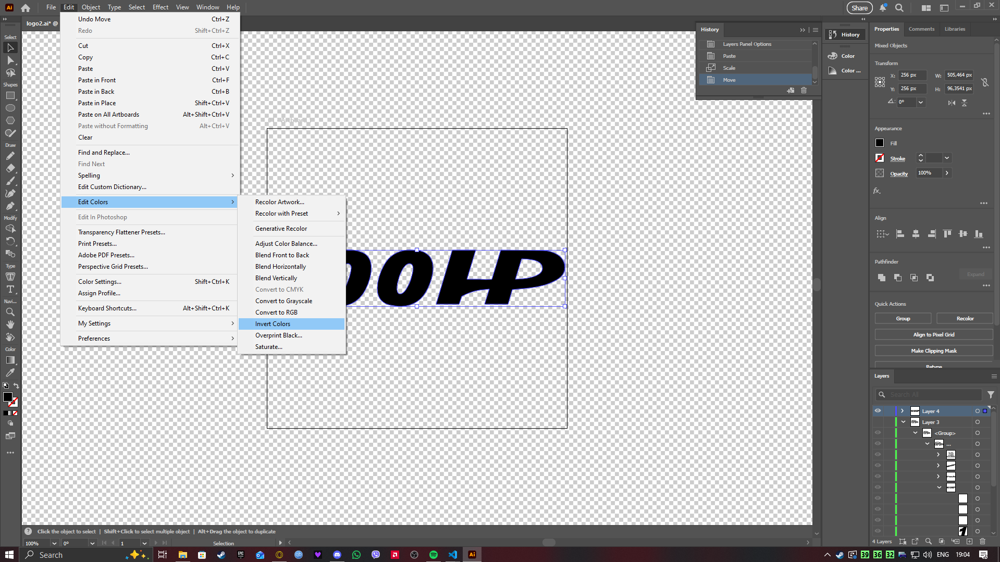 Ai
File Edit Object Type Select Effect View Window Help
Share
logo2.ai* @
Undo Move Ctrl+Z
Redo Shift+Ctrl+Z
Cut Ctrl+X
Copy Ctrl+C
Paste Ctrl+V
Paste in Front Ctrl+F
Paste in Back Ctrl+B
Paste in Place Shift+Ctrl+V
Paste on All Artboards Alt+Shift+Ctrl+V
Paste without Formatting Alt+Ctrl+V
Clear
Find and Replace...
Find Next
Spelling
Edit Custom Dictionary...
Edit Colors
Edit In Photoshop
Transparency Flattener Presets...
Print Presets...
Adobe PDF Presets...
Perspective Grid Presets...
Color Settings... Shift+Ctrl+K
Assign Profile...
Keyboard Shortcuts... Alt+Shift+Ctrl+K
My Settings
Preferences
Recolor Artwork...
Recolor with Preset
Generative Recolor
Adjust Color Balance...
Blend Front to Back
Blend Horizontally
Blend Vertically
Convert to CMYK
Convert to Grayscale
Convert to RGB
Invert Colors
Overprint Black...
Saturate...
Select
Shapes
Draw
Modify
Type
Navi...
Color
00HP
History
Layers Panel Options
Paste
Scale
Move
History
Color
Color ...
Properties Comments Libraries
Mixed Objects
Transform
X: 256 px W: 505,464 px
Y: 256 px H: 96,3541 px
0°
Appearance
Fill
Stroke
Opacity 100%
fx.
Align
Pathfinder
Expand
Quick Actions
Group Recolor
Align to Pixel Grid
Make Clipping Mask
Retype
Layers
Search All
Layer 4
Layer 3
<Group>
...
4 Layers
Click the object to select | Shift+Click to select multiple object | Alt+Drag the object to duplicate
100% 0° 1 Selection
Search
EPIC
qb
Ai
39 36 32
ENG 19:04